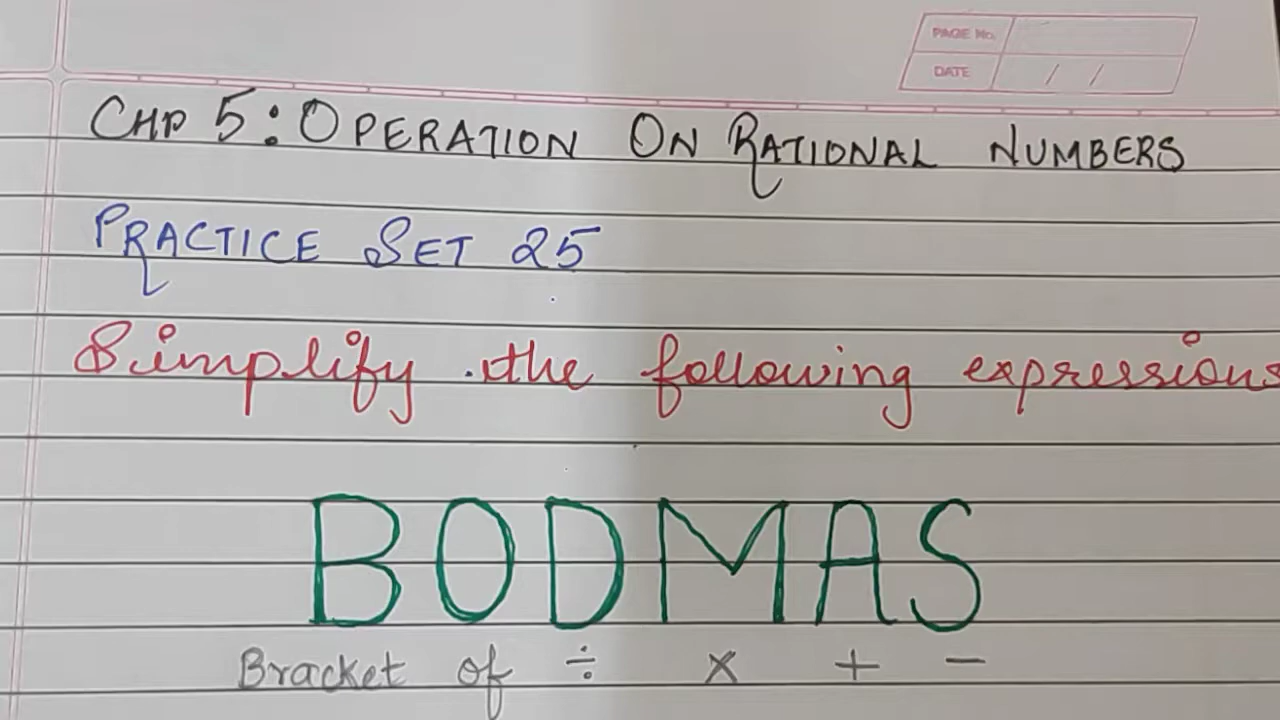 PAGE No.
DATE / /
CHP 5: OPERATION ON RATIONAL NUMBERS
PRACTICE SET 25
Simplify the following expressions
BODMAS
Bracket of ÷ × + −